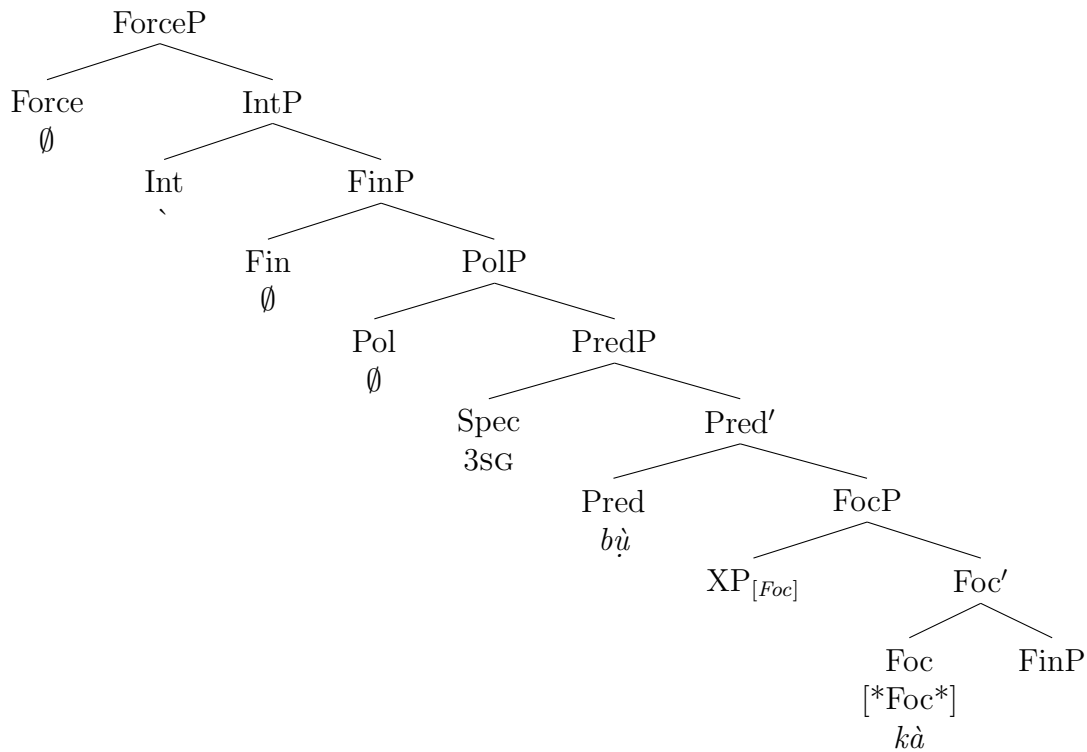 ForceP
Force IntP
∅
Int FinP
̀
Fin PolP
∅
Pol PredP
∅
Spec Pred′
3SG
Pred FocP
bụ̀
XP[Foc] Foc′
Foc FinP
[*Foc*]
kà